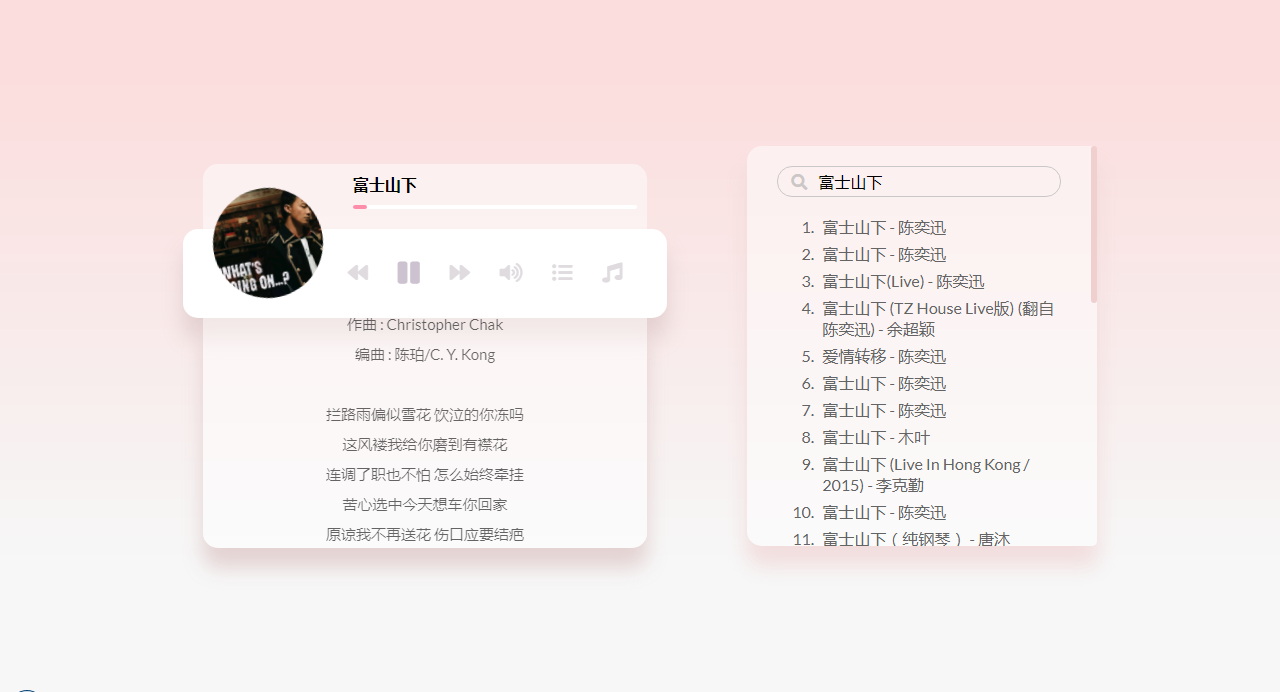 富士山下
WHAT'S
GOING ON...?
作曲 : Christopher Chak
编曲 : 陈珀/C. Y. Kong
拦路雨偏似雪花 饮泣的你冻吗
这风褛我给你磨到有襟花
连调了职也不怕 怎么始终牵挂
苦心选中今天想车你回家
原谅我不再送花 伤口应要结疤
富士山下
1. 富士山下 - 陈奕迅
2. 富士山下 - 陈奕迅
3. 富士山下(Live) - 陈奕迅
4. 富士山下 (TZ House Live版) (翻自
陈奕迅) - 余超颖
5. 爱情转移 - 陈奕迅
6. 富士山下 - 陈奕迅
7. 富士山下 - 陈奕迅
8. 富士山下 - 木叶
9. 富士山下 (Live In Hong Kong /
2015) - 李克勤
10. 富士山下 - 陈奕迅
11. 富士山下（纯钢琴） - 唐沐